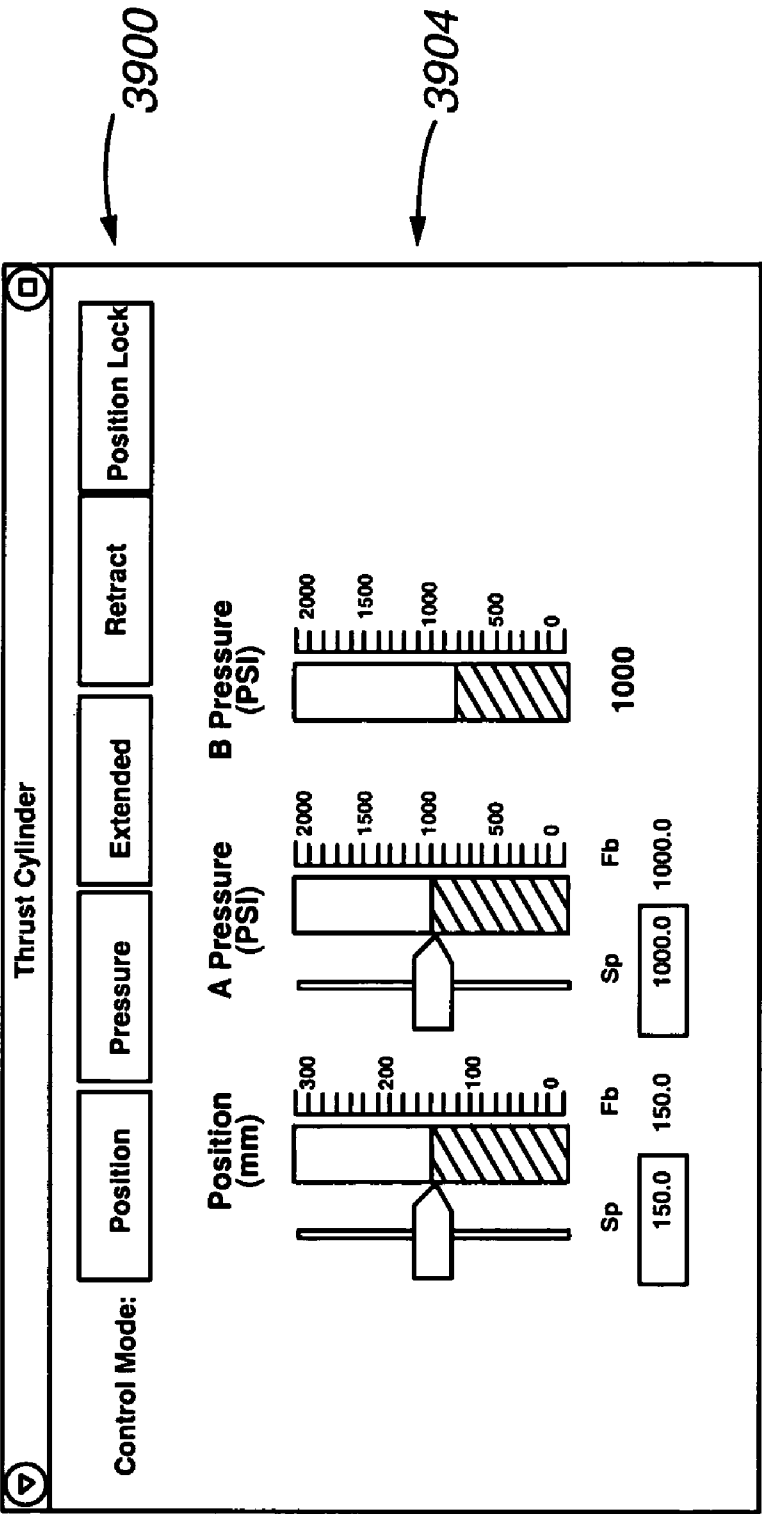 Thrust Cylinder
Control Mode:
Position
Pressure
Extended
Retract
Position Lock
3900
Position
(mm)
300
200
100
0
Sp
Fb
150.0
150.0
A Pressure
(PSI)
2000
1500
1000
500
0
Sp
Fb
1000.0
1000.0
B Pressure
(PSI)
2000
1500
1000
500
0
1000
3904